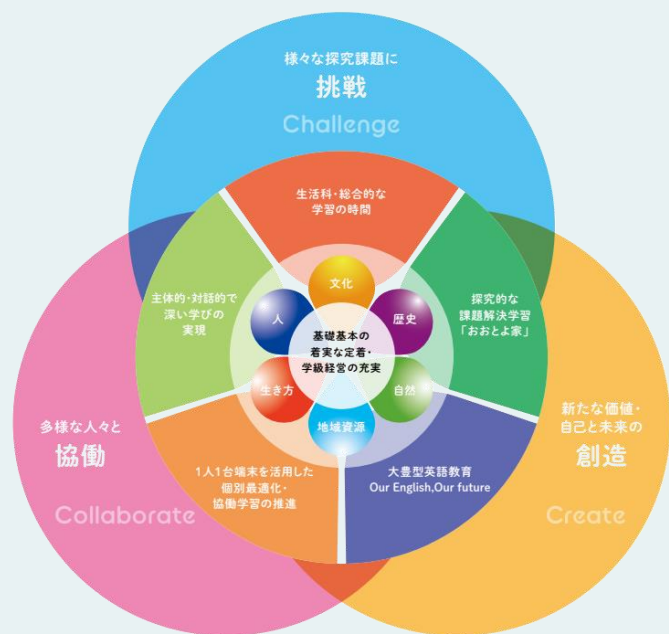 様々な探究課題に
挑戦
Challenge
生活科・総合的な
学習の時間
主体的・対話的で
深い学びの
実現
探究的な
課題解決学習
「おおとよ家」
文化
人
歴史
基礎基本の
着実な定着・
学級経営の充実
生き方
自然
地域資源
多様な人々と
協働
Collaborate
新たな価値・
自己と未来の
創造
Create
1人1台端末を活用した
個別最適化・
協働学習の推進
大豊型英語教育
Our English,Our future